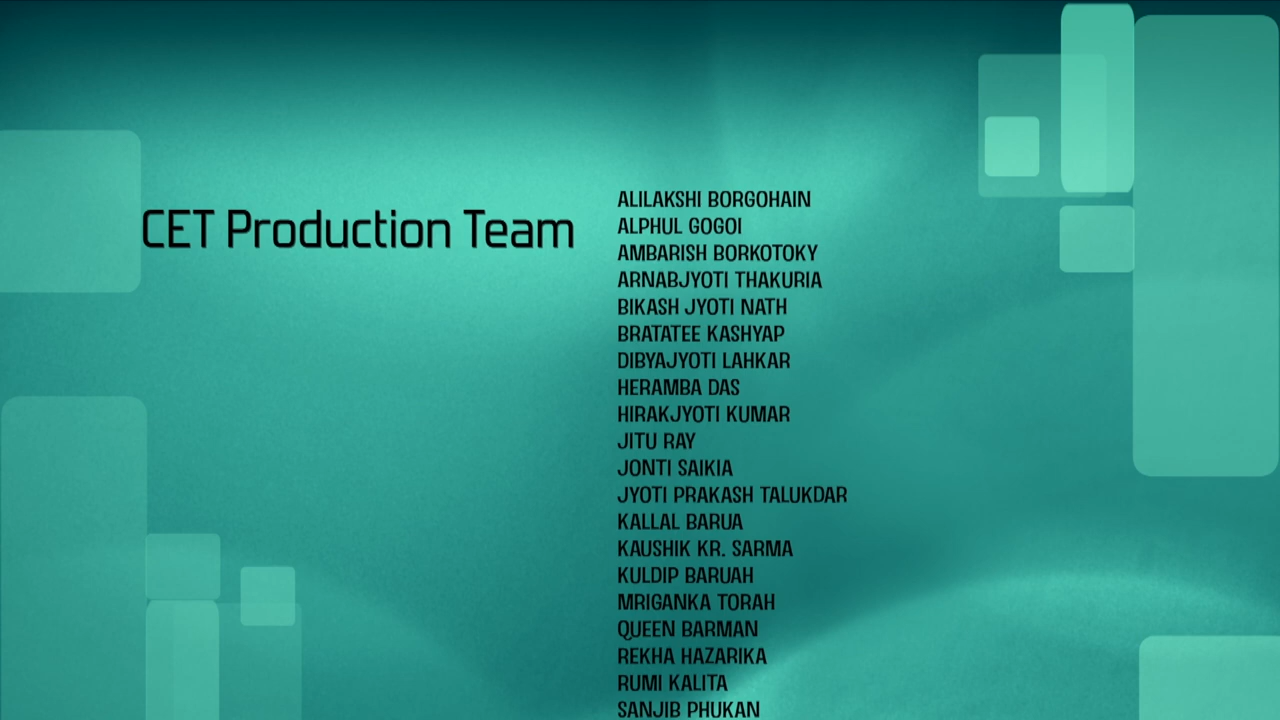 CET Production Team
ALILAKSHI BORGOHAIN
ALPHUL GOGOI
AMBARISH BORKOTOKY
ARNABJYOTI THAKURIA
BIKASH JYOTI NATH
BRATATEE KASHYAP
DIBYAJYOTI LAHKAR
HERAMBA DAS
HIRAKJYOTI KUMAR
JITU RAY
JONTI SAIKIA
JYOTI PRAKASH TALUKDAR
KALLAL BARUA
KAUSHIK KR. SARMA
KULDIP BARUAH
MRIGANKA TORAH
QUEEN BARMAN
REKHA HAZARIKA
RUMI KALITA
SANJIB PHUKAN